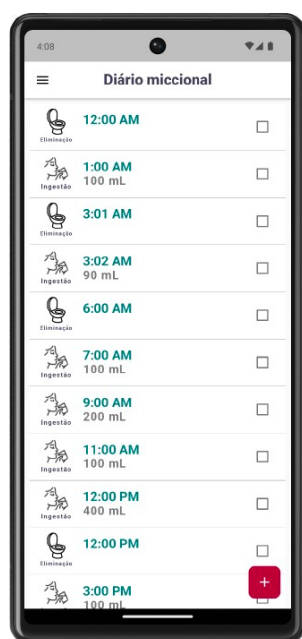 4:08
Diário miccional
12:00 AM
Eliminação
1:00 AM
100 mL
Ingestão
3:01 AM
Eliminação
3:02 AM
90 mL
Ingestão
6:00 AM
Eliminação
7:00 AM
100 mL
Ingestão
9:00 AM
200 mL
Ingestão
11:00 AM
100 mL
Ingestão
12:00 PM
400 mL
Ingestão
12:00 PM
Eliminação
3:00 PM
100 mL
Ingestão
+